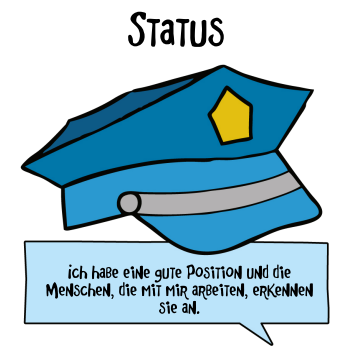 Status
ich habe eine gute Position und die
Menschen, die mit mir arbeiten, erkennen
sie an.